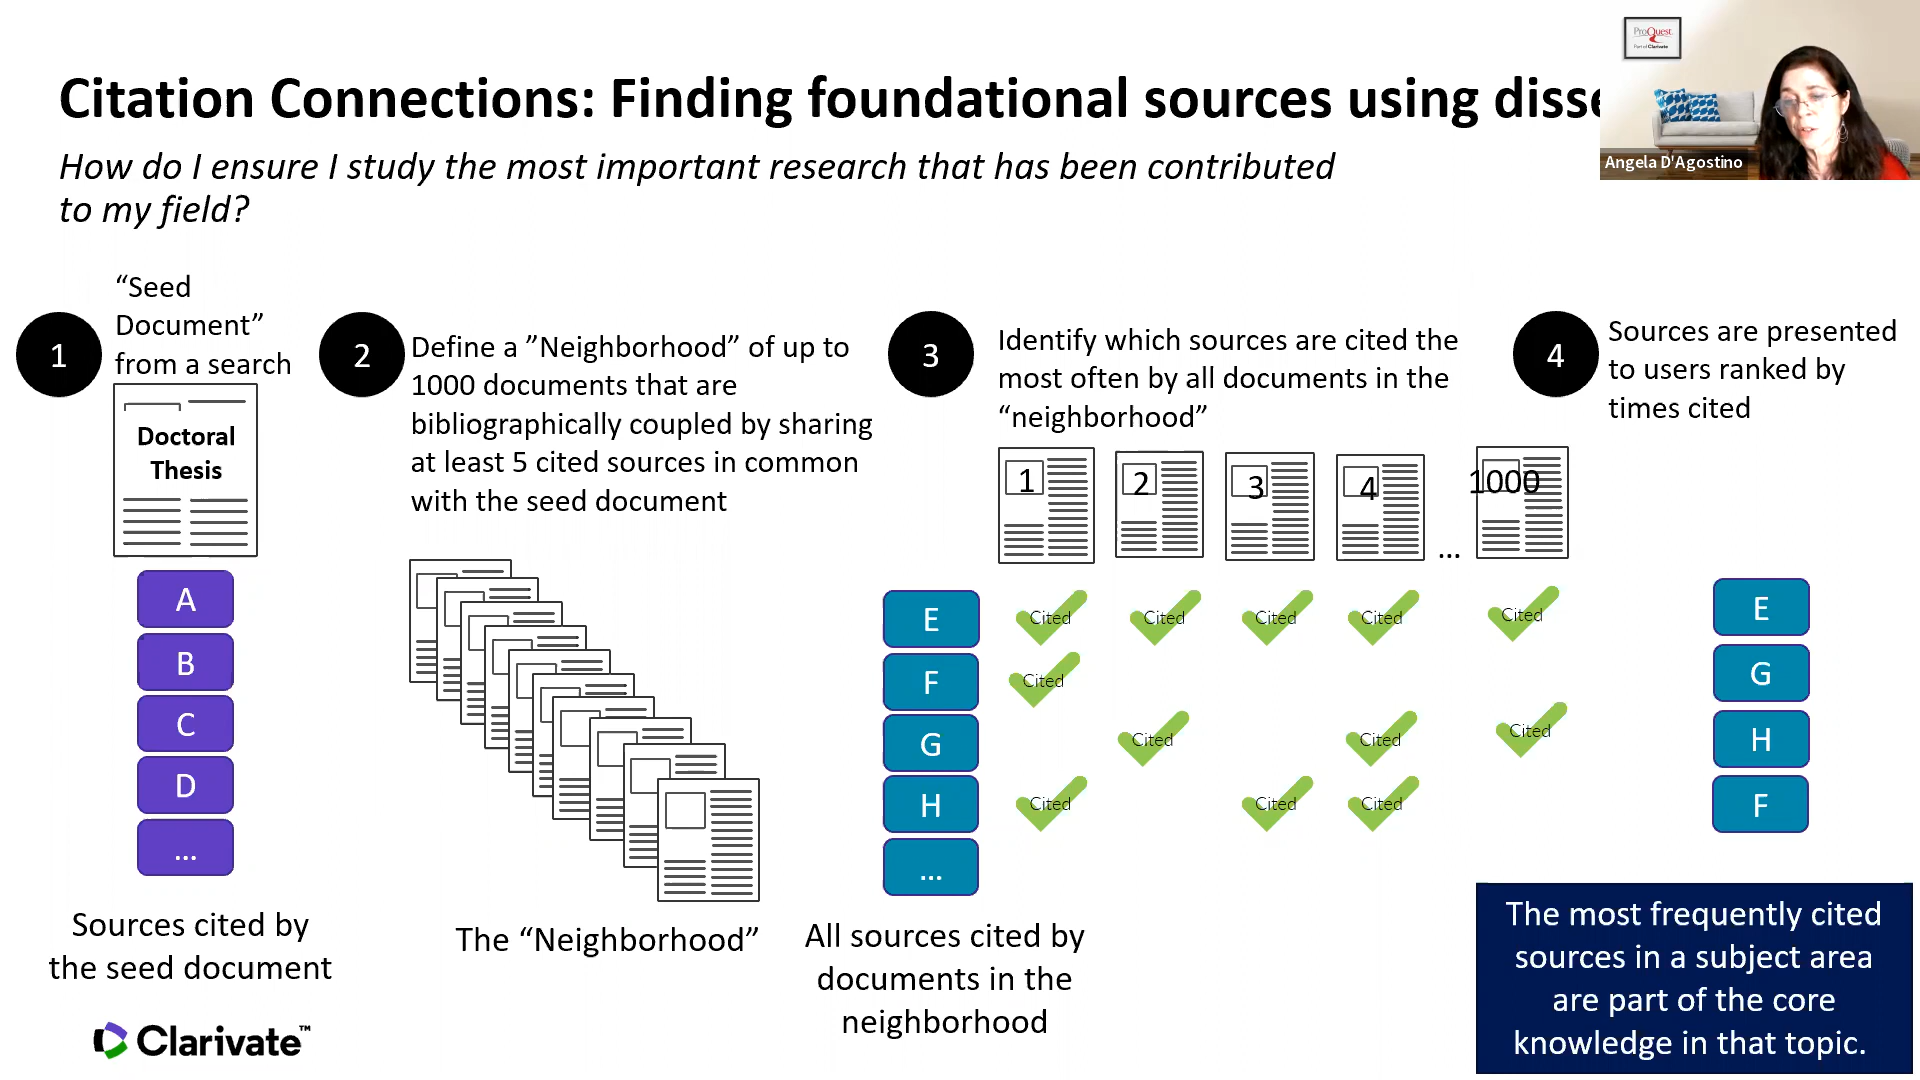 Citation Connections: Finding foundational sources using disse
How do I ensure I study the most important research that has been contributed
to my field?
ProQuest
Part of Clarivate
Angela D'Agostino
1
“Seed
Document”
from a search
Doctoral
Thesis
A
B
C
D
...
Sources cited by
the seed document
2
Define a ”Neighborhood” of up to
1000 documents that are
bibliographically coupled by sharing
at least 5 cited sources in common
with the seed document
The “Neighborhood”
3
Identify which sources are cited the
most often by all documents in the
“neighborhood”
1 2 3 4 ... 1000
E Cited Cited Cited Cited Cited
F Cited
G Cited Cited Cited
H Cited Cited Cited
...
All sources cited by
documents in the
neighborhood
4
Sources are presented
to users ranked by
times cited
E
G
H
F
The most frequently cited
sources in a subject area
are part of the core
knowledge in that topic.
Clarivate™